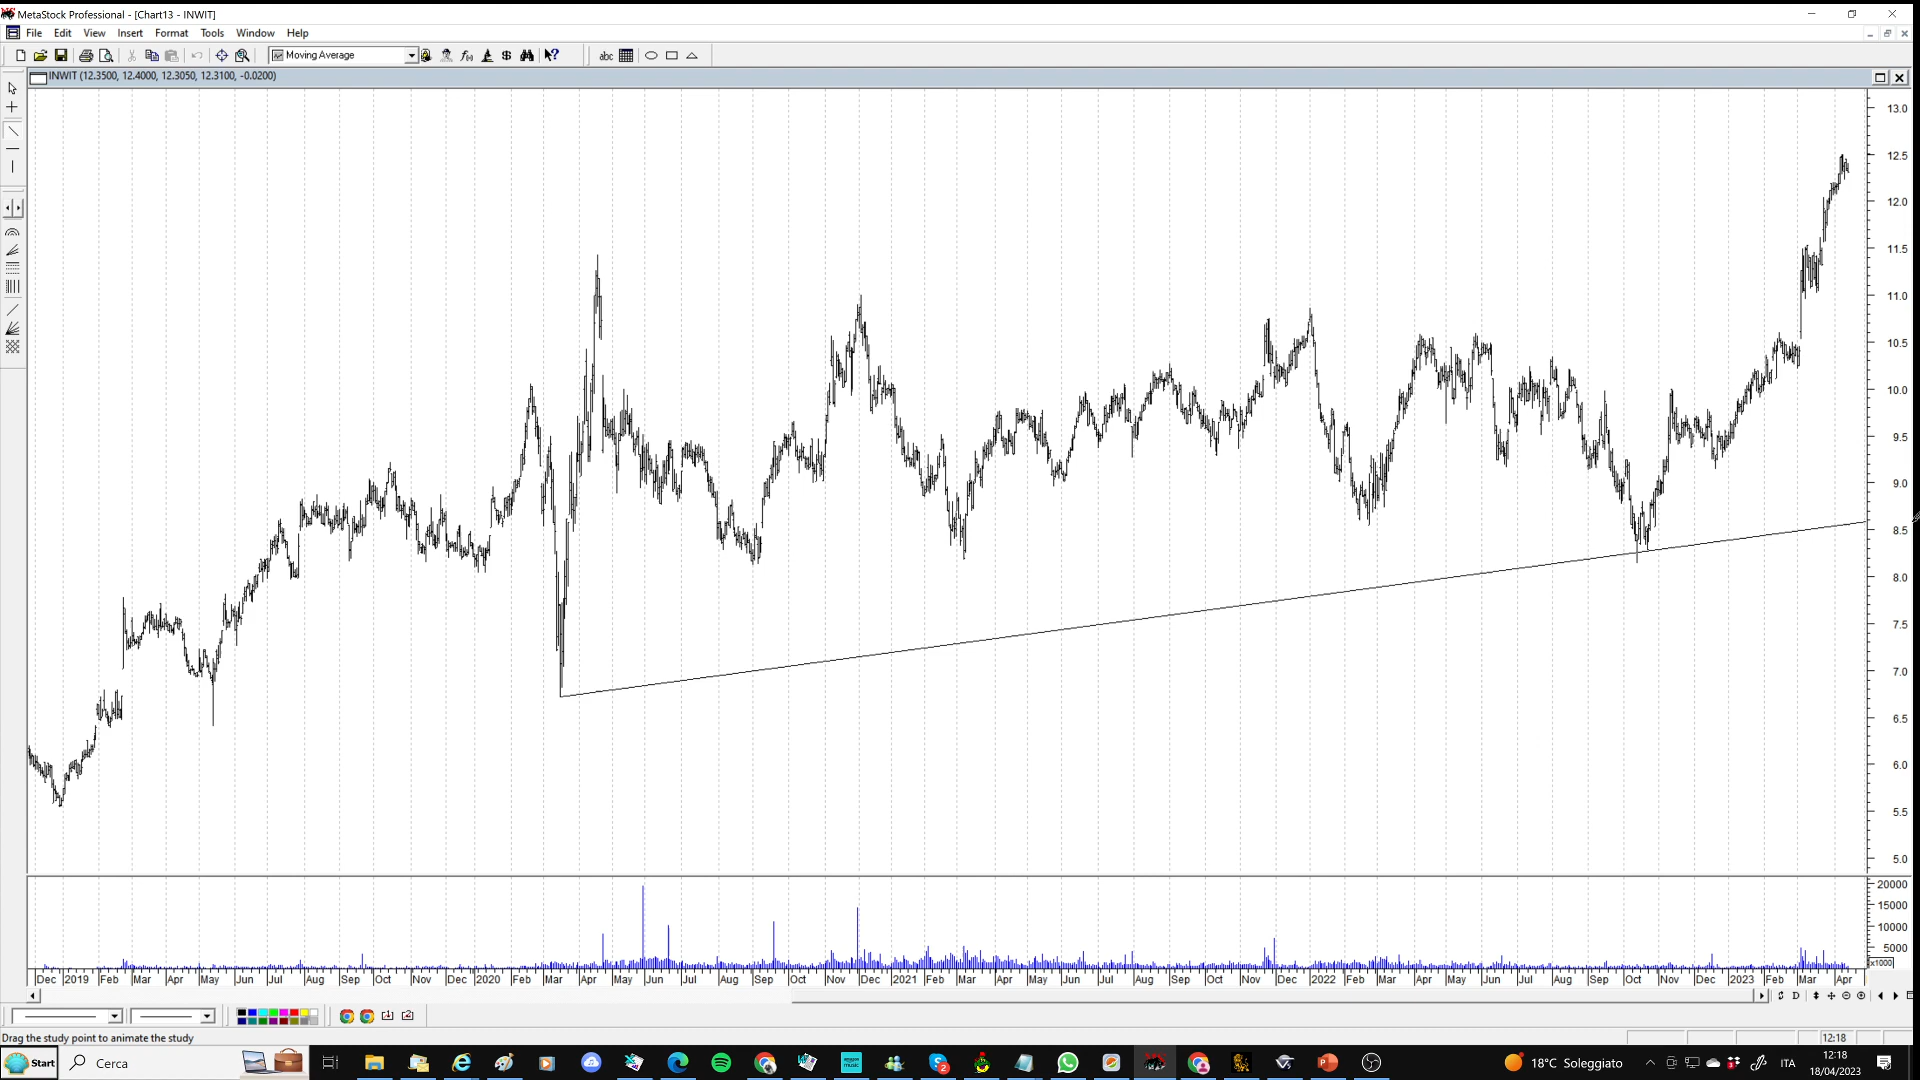 MetaStock Professional - [Chart13 - INWIT]
File Edit View Insert Format Tools Window Help
Moving Average
abc
INWIT (12.3500, 12.4000, 12.3050, 12.3100, -0.0200)
13.0
12.5
12.0
11.5
11.0
10.5
10.0
9.5
9.0
8.5
8.0
7.5
7.0
6.5
6.0
5.5
5.0
20000
15000
10000
5000
x1000
Dec 2019 Feb Mar Apr May Jun Jul Aug Sep Oct Nov Dec 2020 Feb Mar Apr May Jun Jul Aug Sep Oct Nov Dec 2021 Feb Mar Apr May Jun Jul Aug Sep Oct Nov Dec 2022 Feb Mar Apr May Jun Jul Aug Sep Oct Nov Dec 2023 Feb Mar Apr
D
Drag the study point to animate the study
12:18
Start
Cerca
18°C Soleggiato
ITA
12:18
18/04/2023